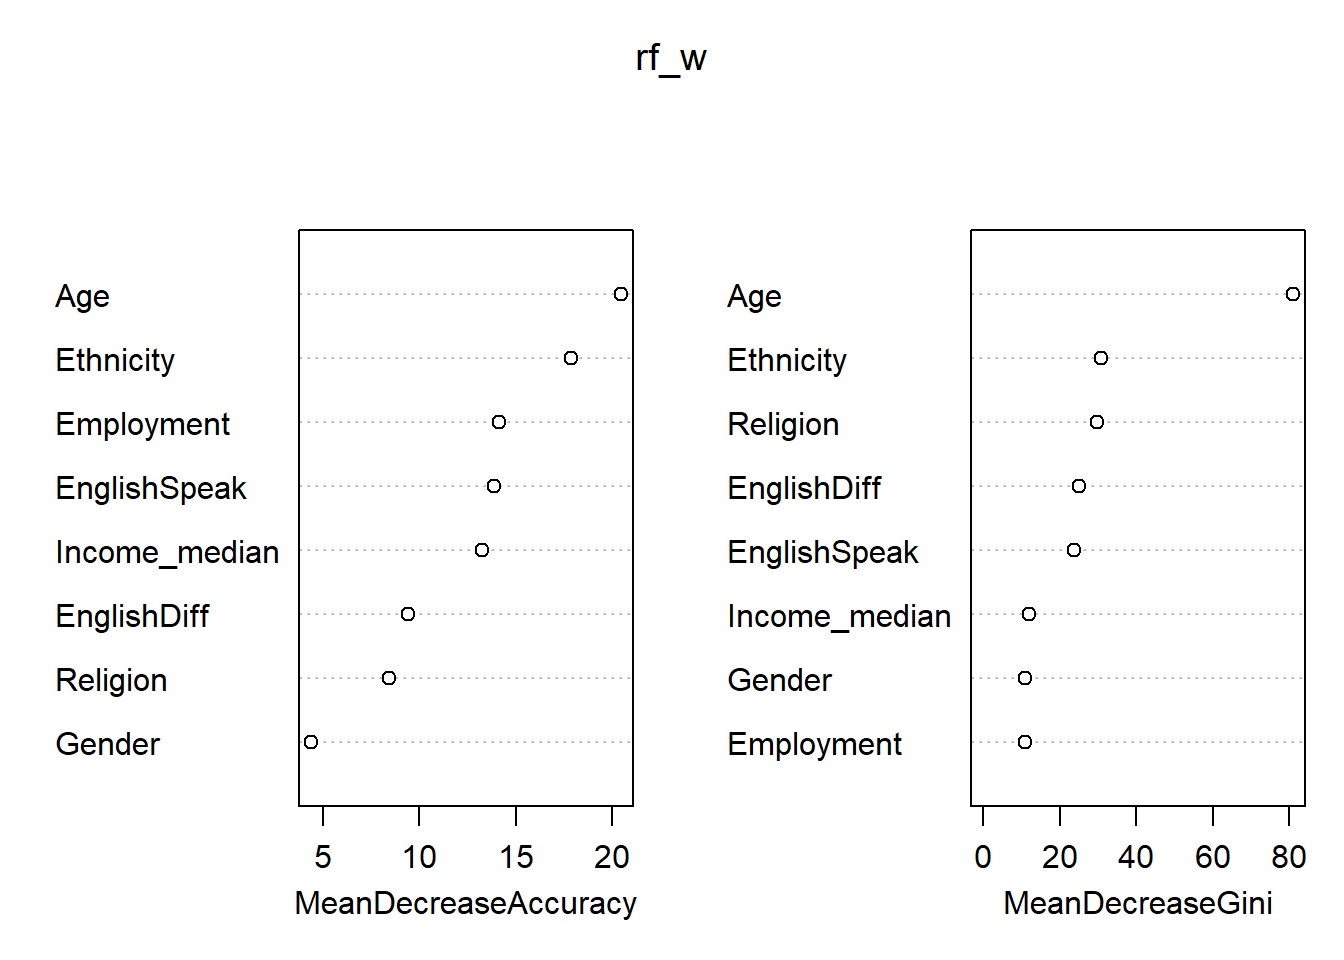 rf_w
Age
Ethnicity
Employment
EnglishSpeak
Income_median
EnglishDiff
Religion
Gender
5 10 15 20
MeanDecreaseAccuracy
Age
Ethnicity
Religion
EnglishDiff
EnglishSpeak
Income_median
Gender
Employment
0 20 40 60 80
MeanDecreaseGini